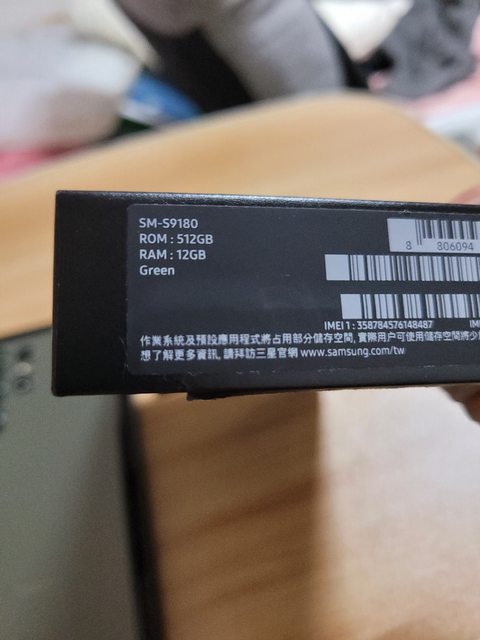 SM-S9180
ROM : 512GB
RAM : 12GB
Green
8 806094
IMEI 1 : 358784576148487
作業系統及預設應用程式將占用部分儲存空間, 實際用户可使用儲存空間將少
想了解更多資訊, 請拜訪三星官網 www.samsung.com/tw